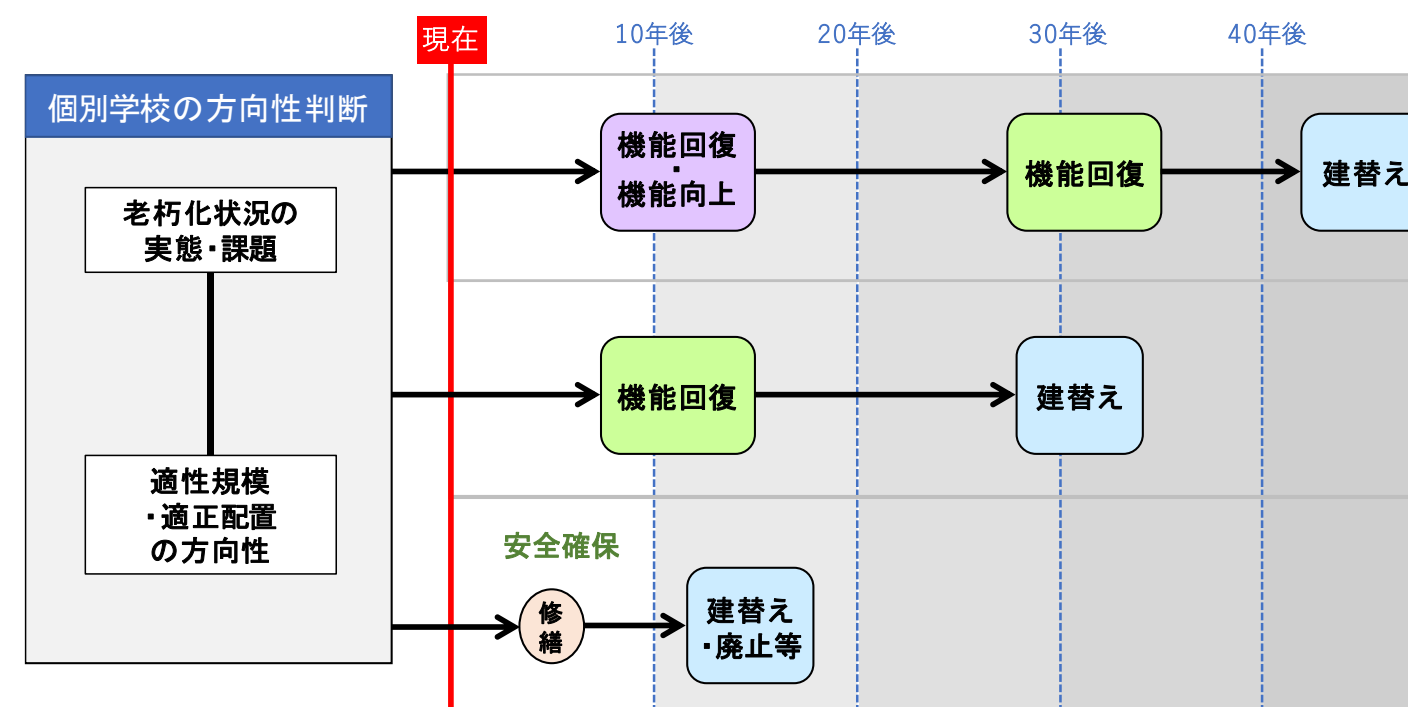 現在
10年後
20年後
30年後
40年後
個別学校の方向性判断
老朽化状況の
実態・課題
適性規模
・適正配置
の方向性
機能回復
・
機能向上
機能回復
建替え
機能回復
建替え
安全確保
修
繕
建替え
・廃止等